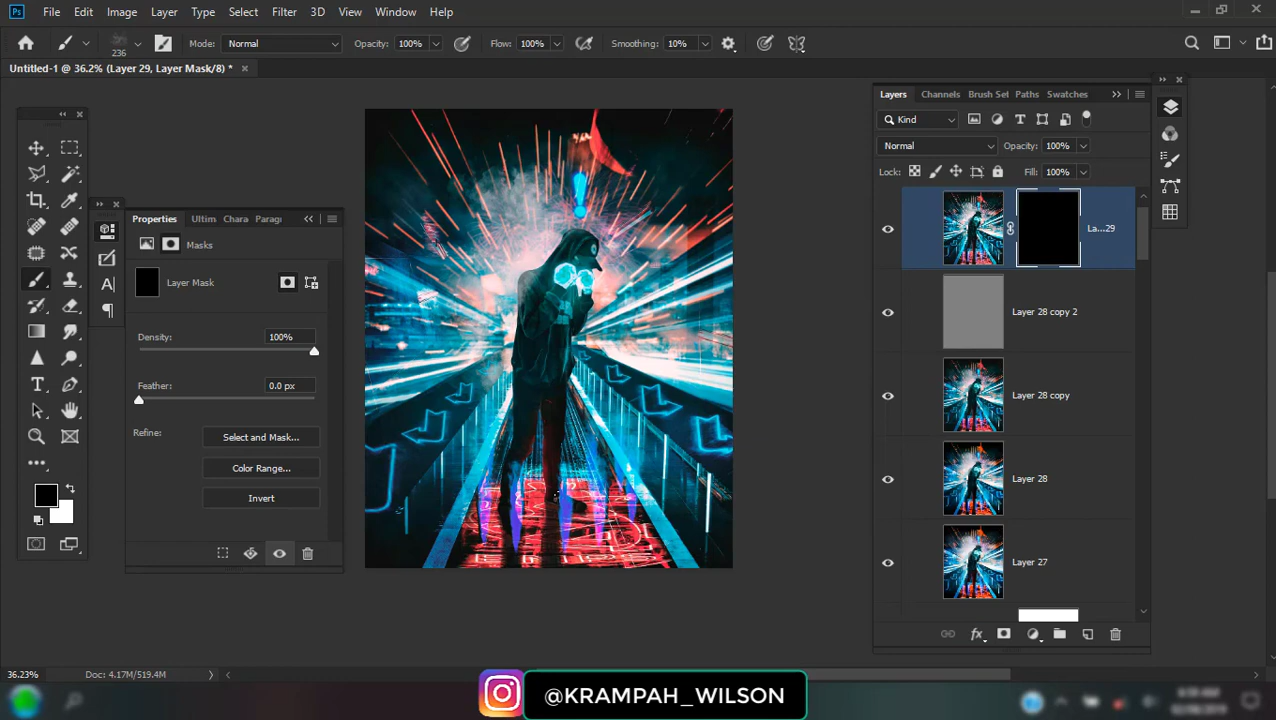 Ps File Edit Image Layer Type Select Filter 3D View Window Help
236 Mode: Normal Opacity: 100% Flow: 100% Smoothing: 10%
Untitled-1 @ 36.2% (Layer 29, Layer Mask/8) *
Properties Ultim Chara Paragr
Masks
Layer Mask
Density: 100%
Feather: 0.0 px
Refine: Select and Mask...
Color Range...
Invert
Layers Channels Brush Set Paths Swatches
Kind
Normal Opacity: 100%
Lock: Fill: 100%
La...29
Layer 28 copy 2
Layer 28 copy
Layer 28
Layer 27
fx
36.23% Doc: 4.17M/519.4M
@KRAMPAH_WILSON